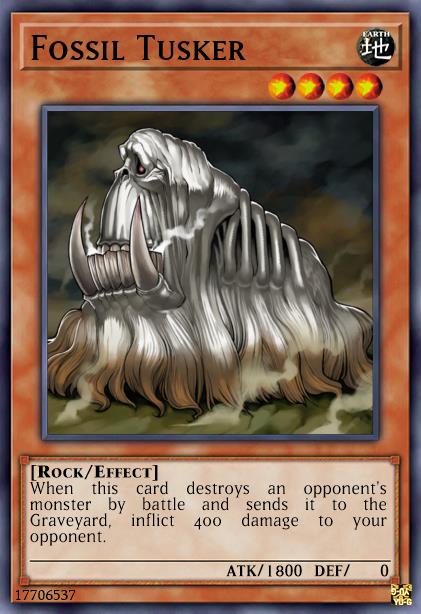 Fossil Tusker
EARTH
地
[Rock/Effect]
When this card destroys an opponent's
monster by battle and sends it to the
Graveyard, inflict 400 damage to your
opponent.
ATK/1800 DEF/ 0
17706537